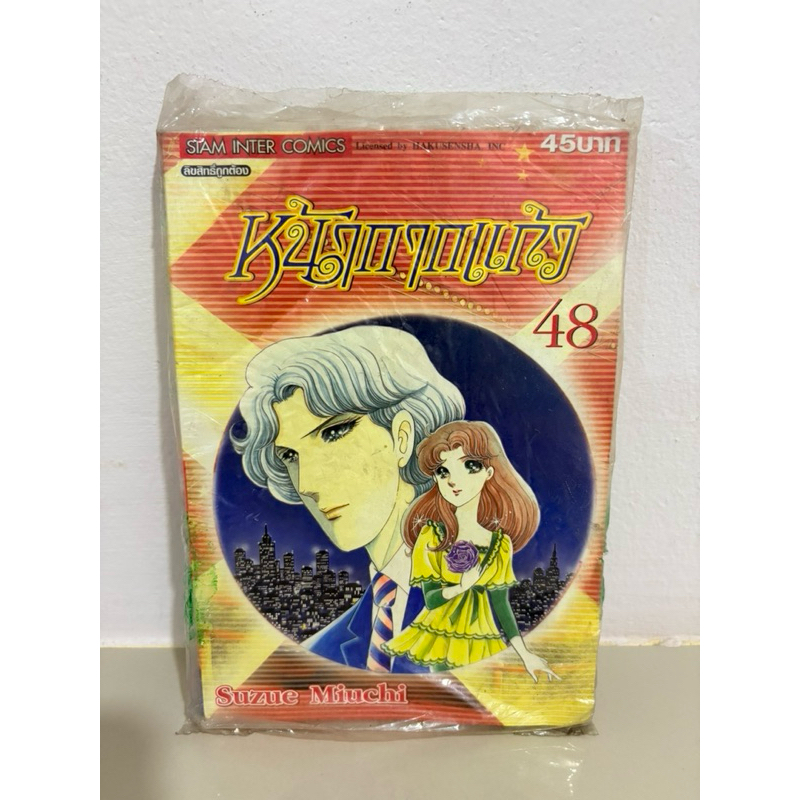 SIAM INTER COMICS Licensed by HAKUSENSHA INC 45บาท
ลิขสิทธิ์ถูกต้อง
หน้ากากแก้ว
48
Suzue Miuchi